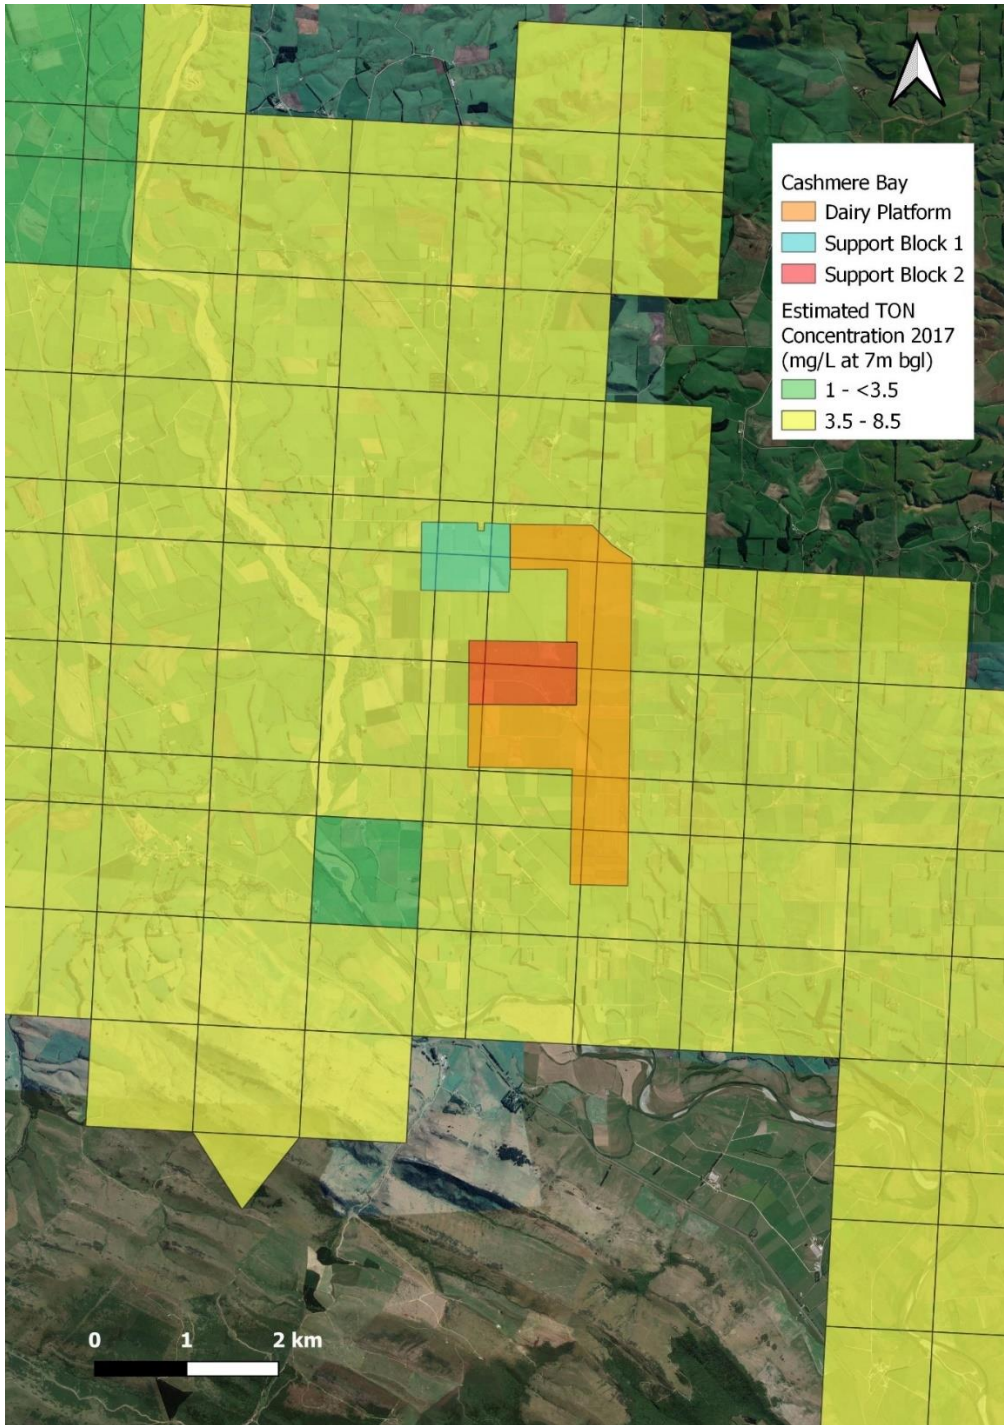 Cashmere Bay
Dairy Platform
Support Block 1
Support Block 2
Estimated TON
Concentration 2017
(mg/L at 7m bgl)
1 - <3.5
3.5 - 8.5
0 1 2 km